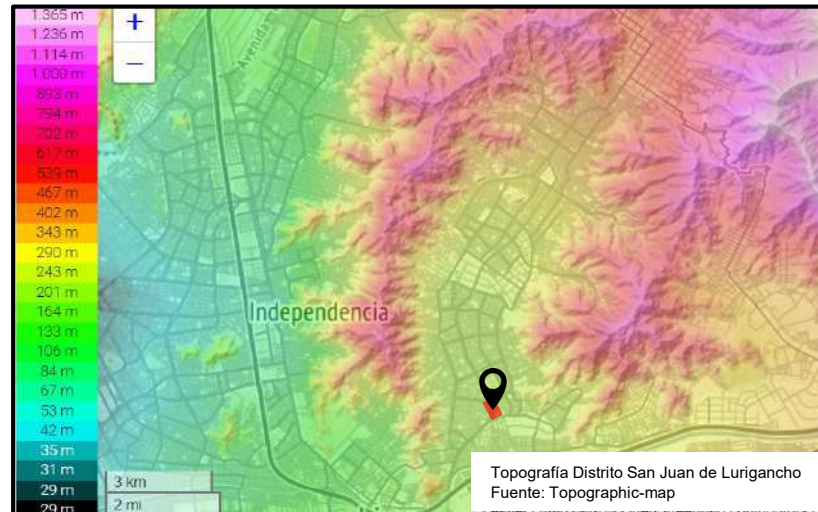 1.365 m
1.236 m
1.114 m
1.000 m
893 m
794 m
702 m
617 m
539 m
467 m
402 m
343 m
290 m
243 m
201 m
164 m
133 m
106 m
84 m
67 m
53 m
42 m
35 m
31 m
29 m
29 m
+
−
Avenida
Independencia
3 km
2 mi
Topografía Distrito San Juan de Lurigancho
Fuente: Topographic-map